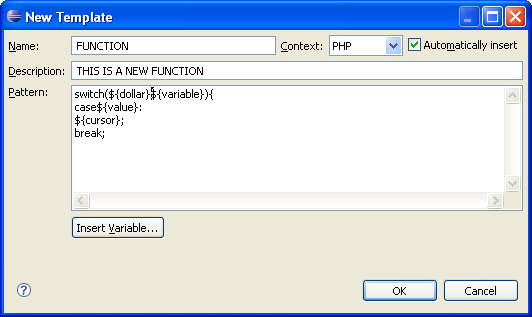 New Template
Name: FUNCTION Context: PHP Automatically insert
Description: THIS IS A NEW FUNCTION
Pattern: switch(${dollar}${variable}){
case${value}:
${cursor};
break;
Insert Variable...
OK Cancel